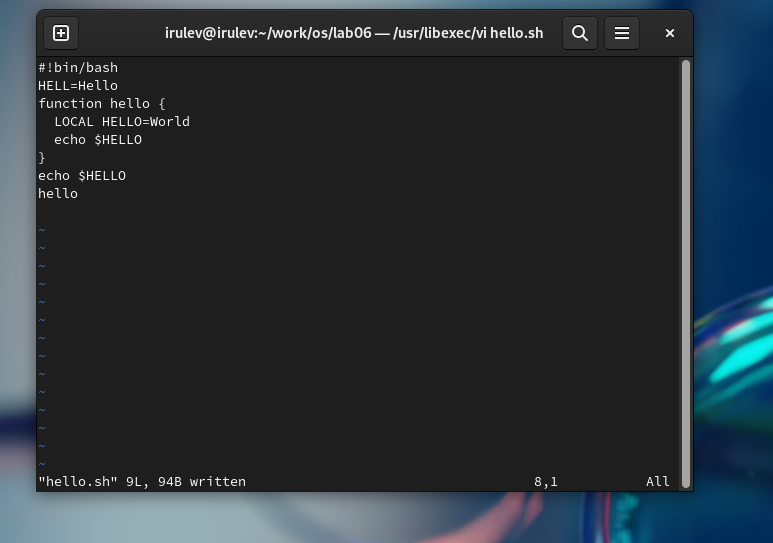 irulev@irulev:~/work/os/lab06 — /usr/libexec/vi hello.sh
#!bin/bash
HELL=Hello
function hello {
  LOCAL HELLO=World
  echo $HELLO
}
echo $HELLO
hello

~
~
~
~
~
~
~
~
~
~
~
~
~
~
"hello.sh" 9L, 94B written 8,1 All